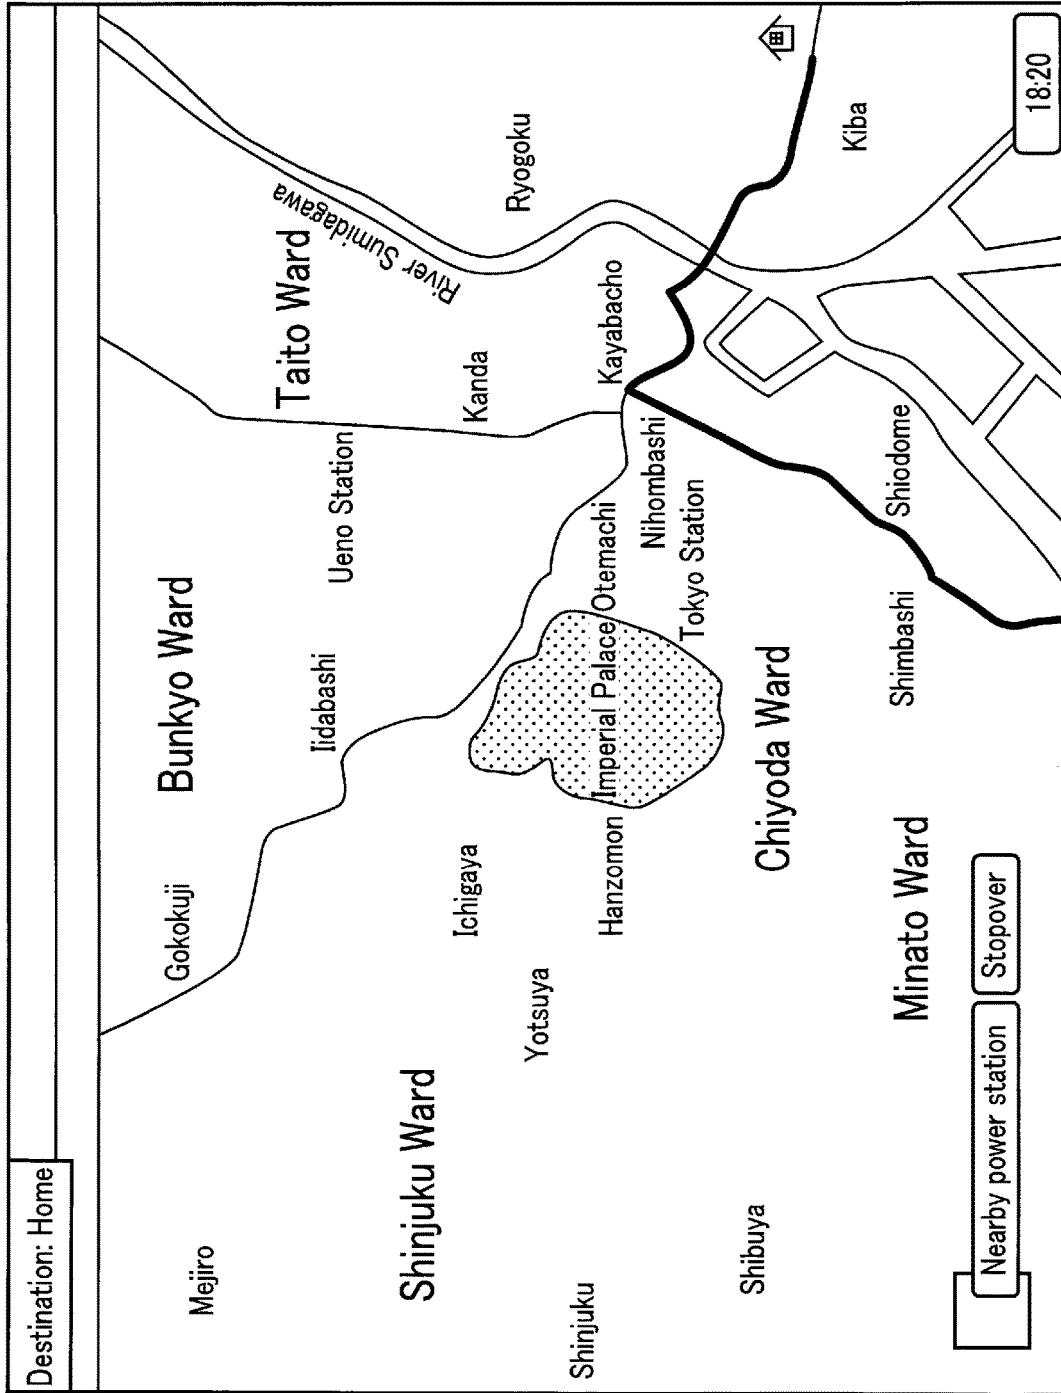 Destination: Home
Mejiro
Gokokuji
Bunkyo Ward
Iidabashi
Ueno Station
Taito Ward
River Sumidagawa
Shinjuku Ward
Ichigaya
Kanda
Ryogoku
Yotsuya
Shinjuku
Hanzomon
Imperial Palace
Otemachi
Kayabacho
Nihombashi
Tokyo Station
Shibuya
Chiyoda Ward
Kiba
Minato Ward
Shimbashi
Shiodome
Nearby power station
Stopover
18:20